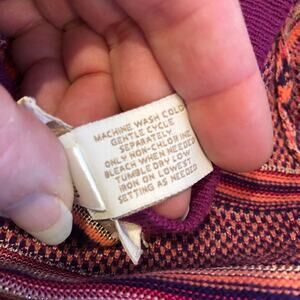 MACHINE WASH COLD
GENTLE CYCLE
SEPARATELY
ONLY NON-CHLORINE
BLEACH WHEN NEEDED
TUMBLE DRY LOW
IRON ON LOWEST
SETTING AS NEEDED